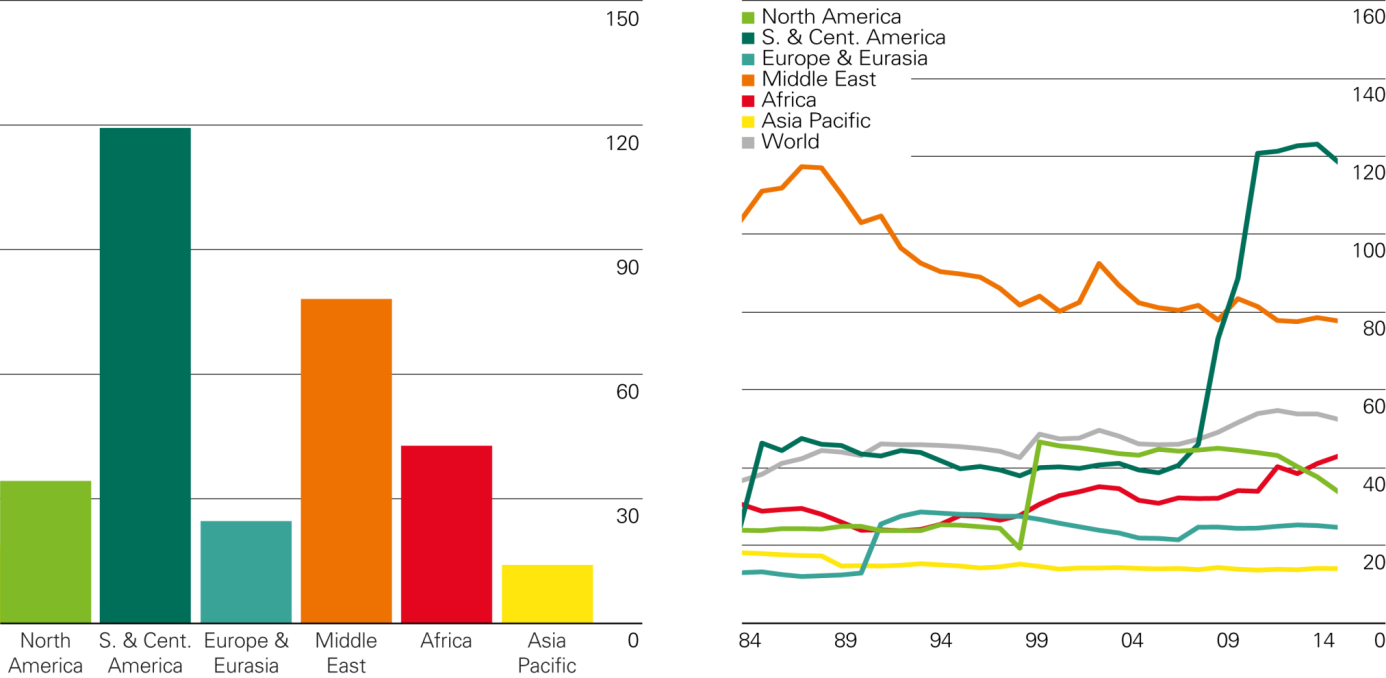 150
120
90
60
30
0
North America
S. & Cent. America
Europe & Eurasia
Middle East
Africa
Asia Pacific
North America
S. & Cent. America
Europe & Eurasia
Middle East
Africa
Asia Pacific
World
160
140
120
100
80
60
40
20
0
84 89 94 99 04 09 14